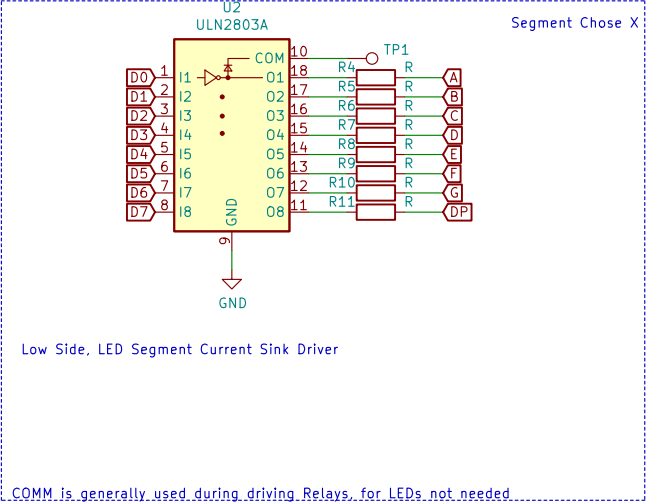 U2
ULN2803A
Segment Chose X
COM 10 TP1
D0 1 I1 O1 18 R4 R A
D1 2 I2 O2 17 R5 R B
D2 3 I3 O3 16 R6 R C
D3 4 I4 O4 15 R7 R D
D4 5 I5 O5 14 R8 R E
D5 6 I6 O6 13 R9 R F
D6 7 I7 O7 12 R10 R G
D7 8 I8 O8 11 R11 R DP
GND
9
GND
Low Side, LED Segment Current Sink Driver
COMM is generally used during driving Relays, for LEDs not needed